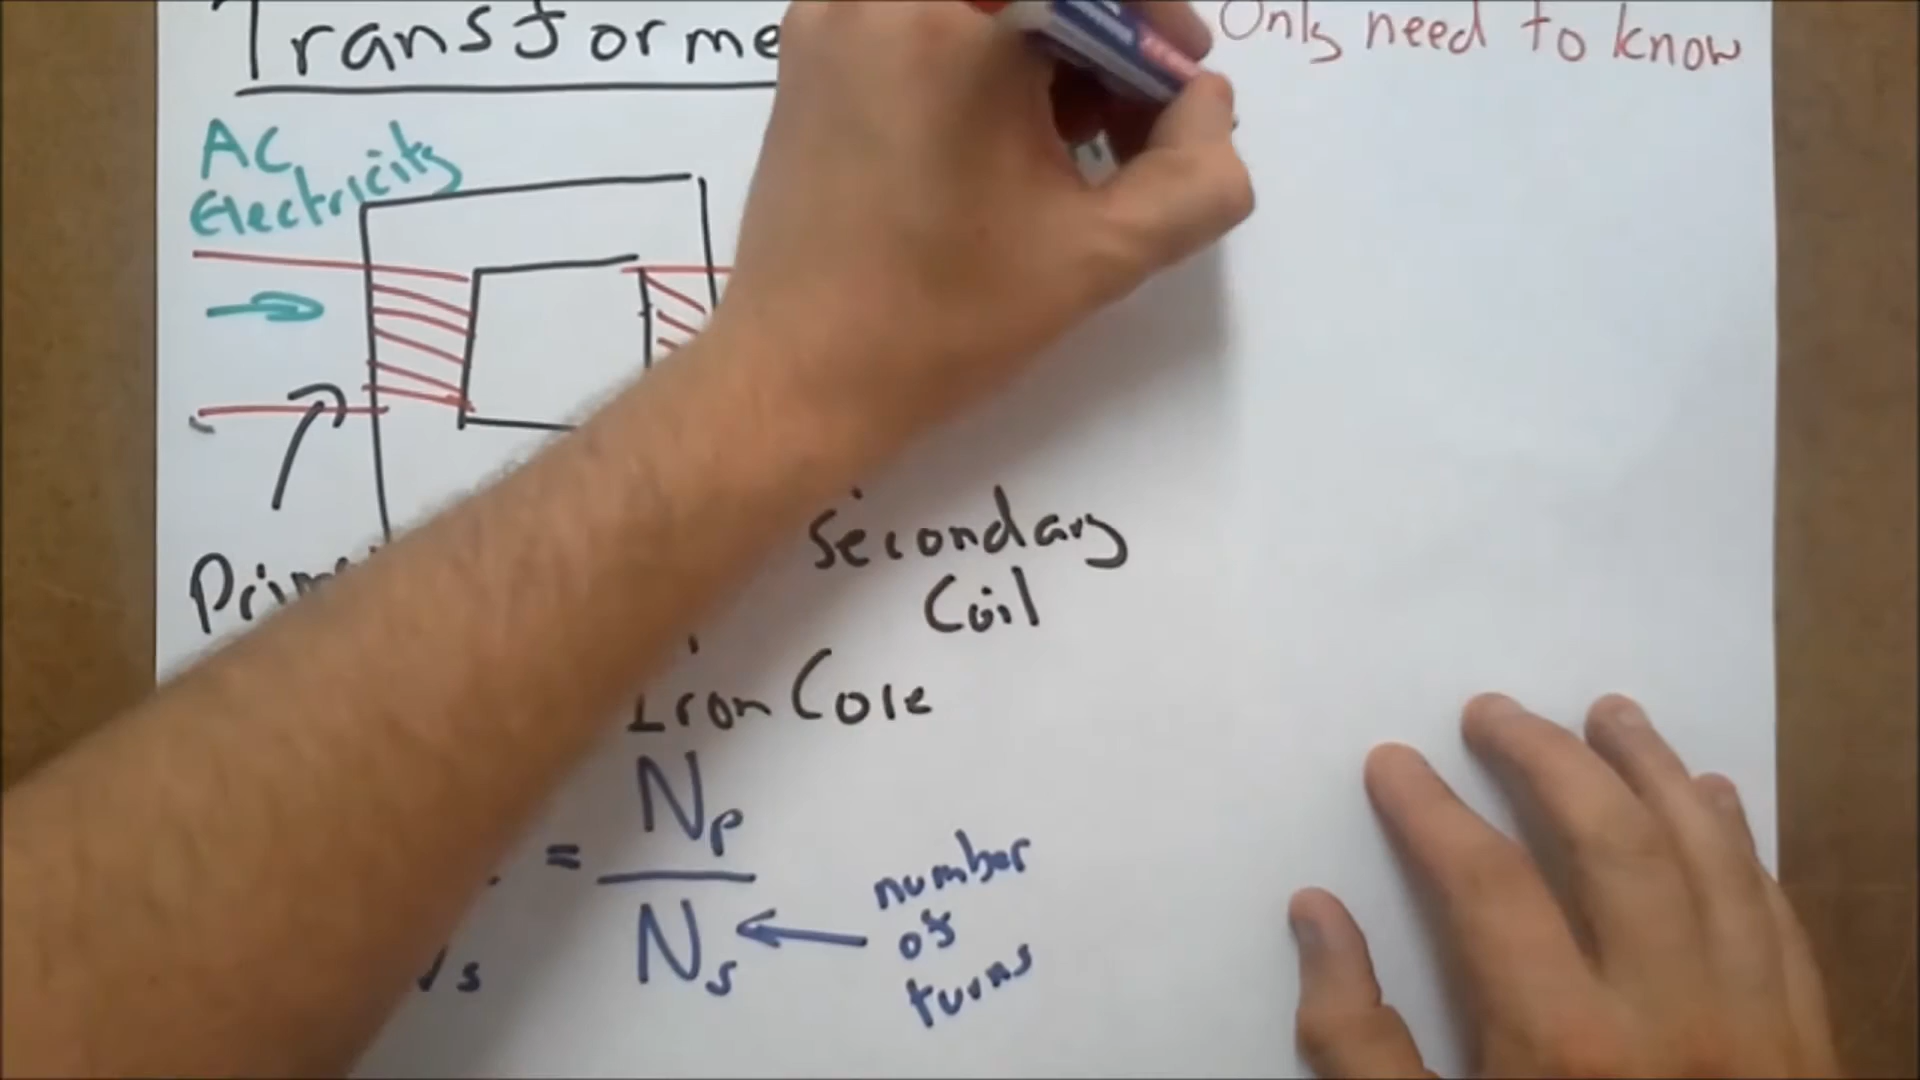 Transforme
Only need to know
AC
Electricity
Secondary
Coil
Iron Core
Np
=
Ns
s
number
of
turns